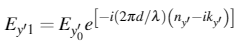 E_{y′1} = E_{y′_0} e^{[−i(2πd/λ)(n_{y′}−ik_{y′})]}